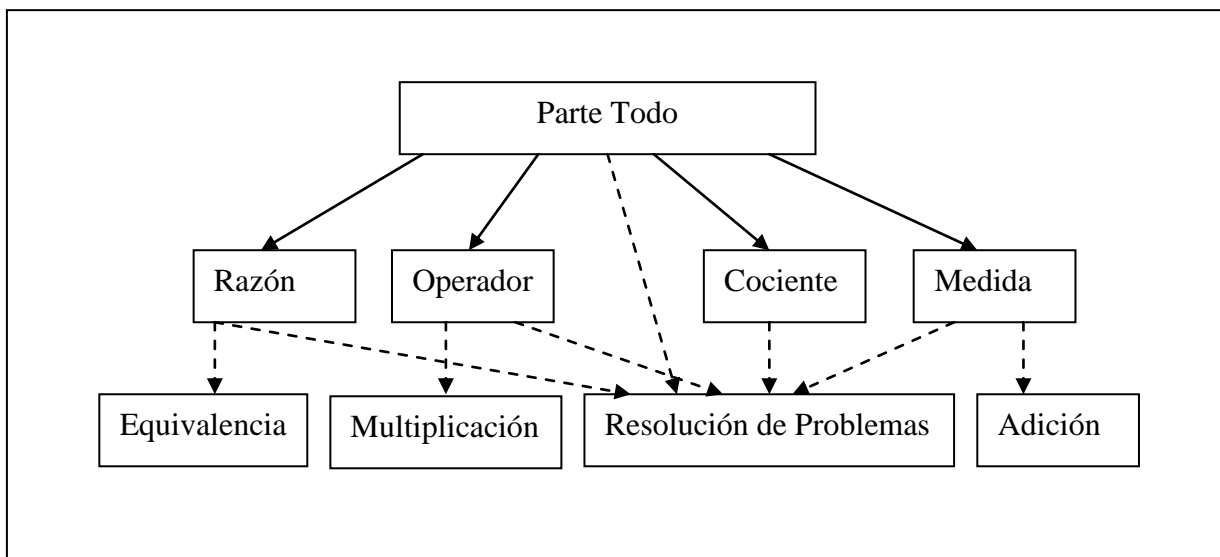 Parte Todo
Razón
Operador
Cociente
Medida
Equivalencia
Multiplicación
Resolución de Problemas
Adición